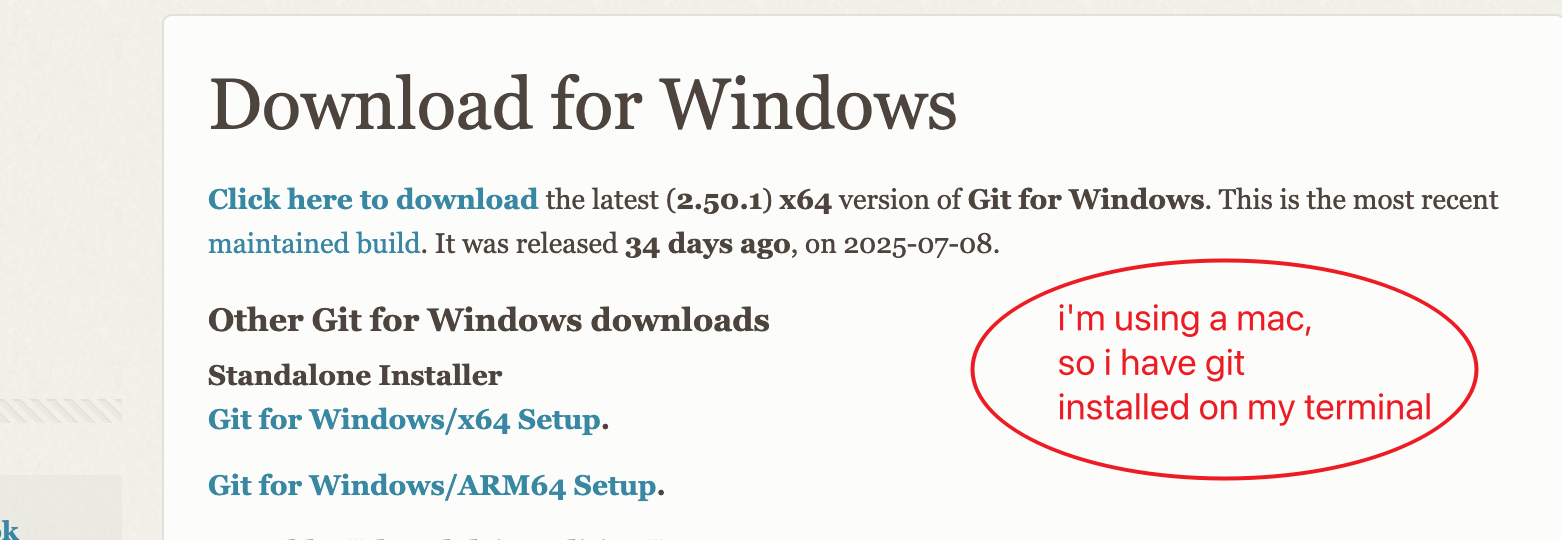 Download for Windows
Click here to download the latest (2.50.1) x64 version of Git for Windows. This is the most recent
maintained build. It was released 34 days ago, on 2025-07-08.
Other Git for Windows downloads
i'm using a mac,
so i have git
installed on my terminal
Standalone Installer
Git for Windows/x64 Setup.
Git for Windows/ARM64 Setup.
ok